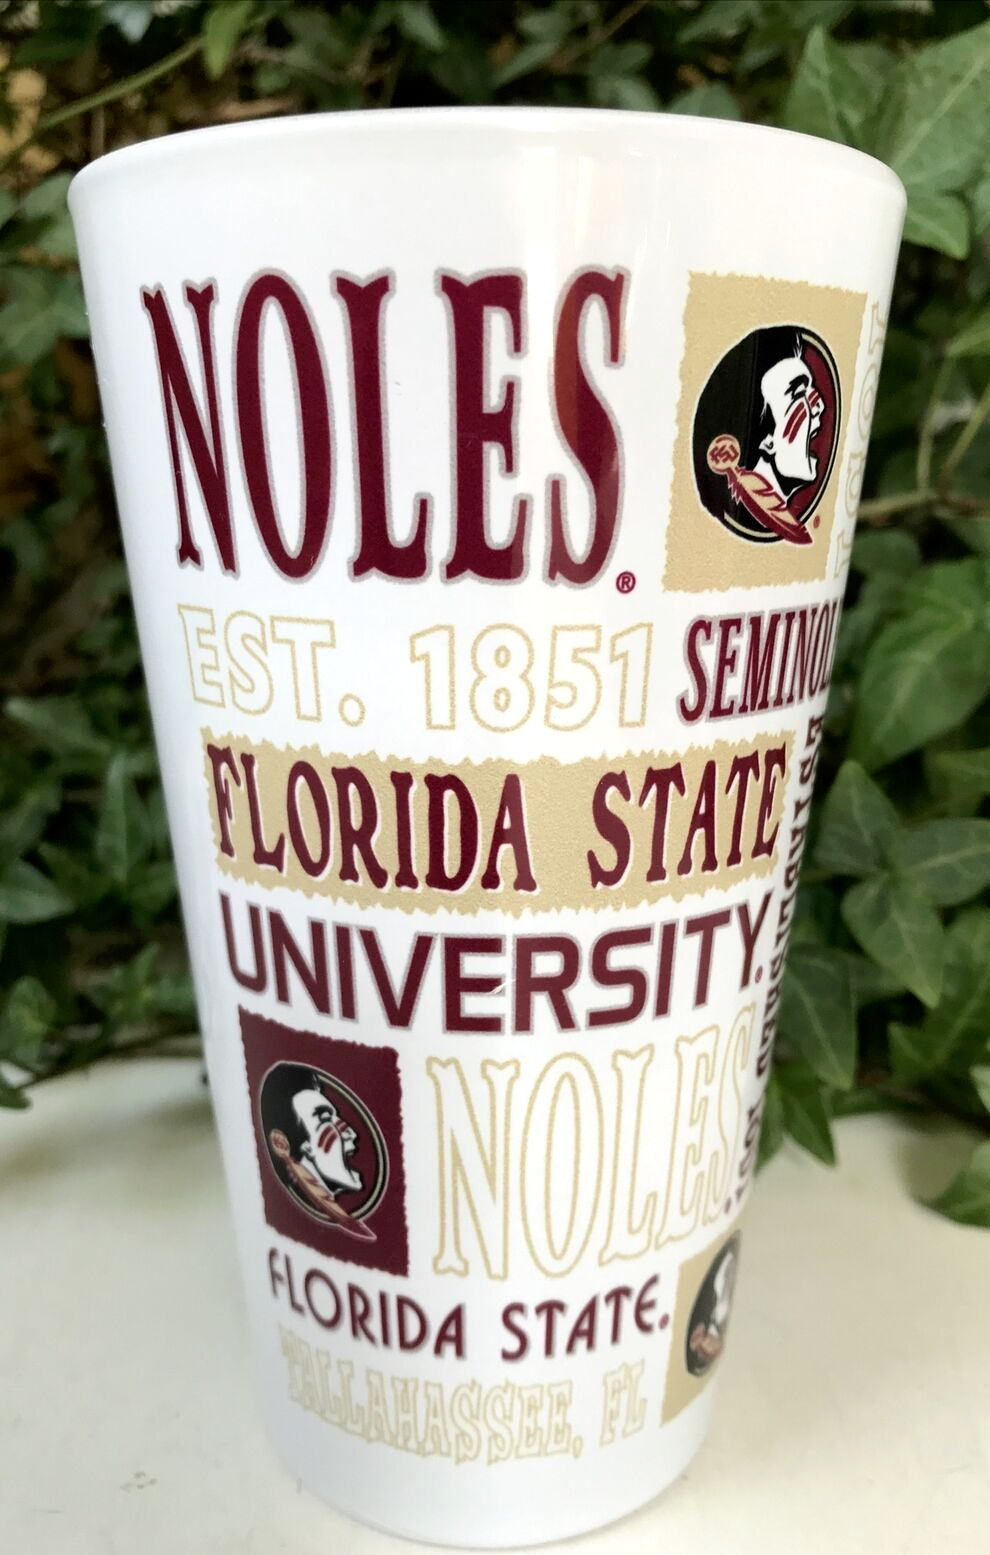 NOLES®
EST. 1851
SEMINOL
FLORIDA STATE
UNIVERSITY®
NOLES
FLORIDA STATE®
TALLAHASSEE, FL